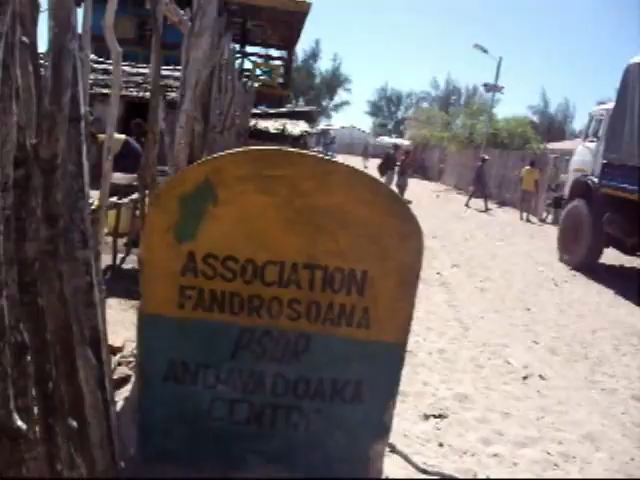 ASSOCIATION
FANDROSOANA
PSDR
ANDAVADOAKA
CENTRE